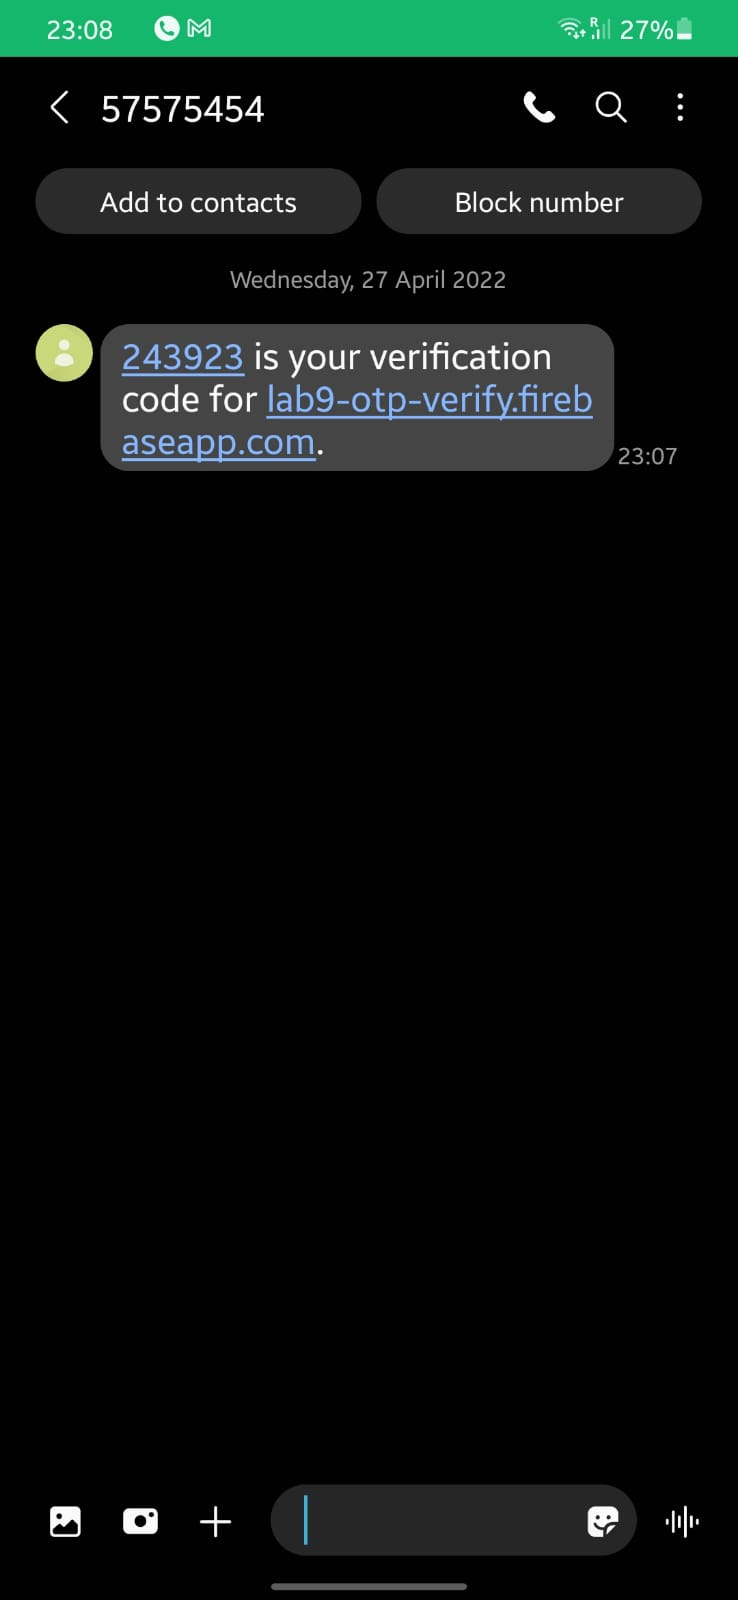 23:08 27%
57575454
Add to contacts Block number
Wednesday, 27 April 2022
243923 is your verification
code for lab9-otp-verify.fireb
aseapp.com.
23:07